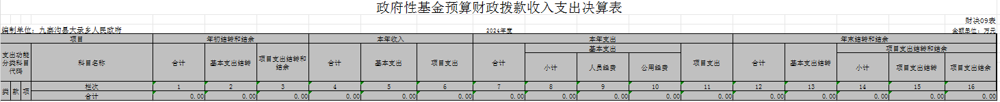 政府性基金预算财政拨款收入支出决算表
财决09表
编制单位：九寨沟县大录乡人民政府 2024年度 金额单位：万元
项目 年初结转和结余 本年收入 本年支出 年末结转和结余
支出功能分类科目代码 科目名称 合计 基本支出结转 项目支出结转和结余 合计 基本支出 项目支出 合计 基本支出 项目支出 合计 基本支出结转 项目支出结转和结余
小计 人员经费 公用经费 小计 项目支出结转 项目支出结余
类 款 项 栏次 1 2 3 4 5 6 7 8 9 10 11 12 13 14 15 16
合计 0.00 0.00 0.00 0.00 0.00 0.00 0.00 0.00 0.00 0.00 0.00 0.00 0.00 0.00 0.00 0.00